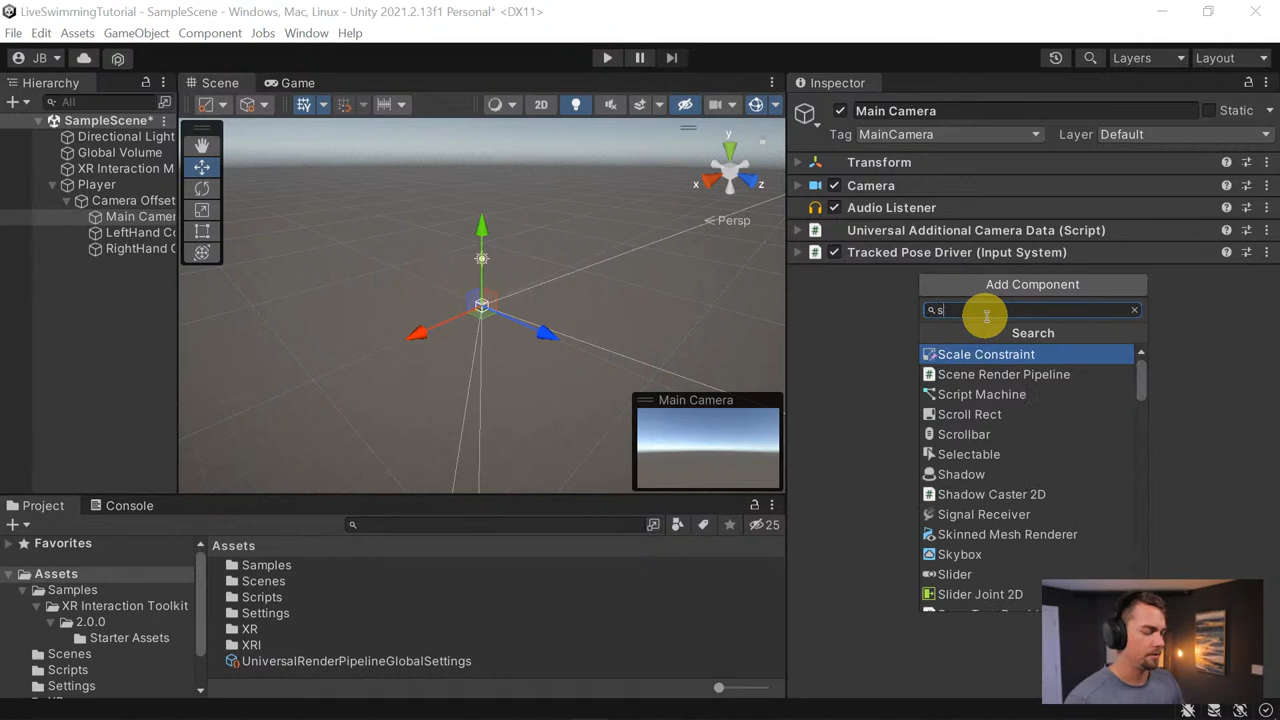 LiveSwimmingTutorial - SampleScene - Windows, Mac, Linux - Unity 2021.2.13f1 Personal* <DX11>
File Edit Assets GameObject Component Jobs Window Help
JB
Layers
Layout
Hierarchy
All
SampleScene*
Directional Light
Global Volume
XR Interaction M
Player
Camera Offset
Main Camer
LeftHand Co
RightHand C
Scene
Game
2D
y
x
z
Persp
Main Camera
Inspector
Main Camera
Static
Tag MainCamera
Layer Default
Transform
Camera
Audio Listener
Universal Additional Camera Data (Script)
Tracked Pose Driver (Input System)
Add Component
s
Search
Scale Constraint
Scene Render Pipeline
Script Machine
Scroll Rect
Scrollbar
Selectable
Shadow
Shadow Caster 2D
Signal Receiver
Skinned Mesh Renderer
Skybox
Slider
Slider Joint 2D
Project
Console
25
Favorites
Assets
Samples
XR Interaction Toolkit
2.0.0
Starter Assets
Scenes
Scripts
Settings
Assets
Samples
Scenes
Scripts
Settings
XR
XRI
UniversalRenderPipelineGlobalSettings